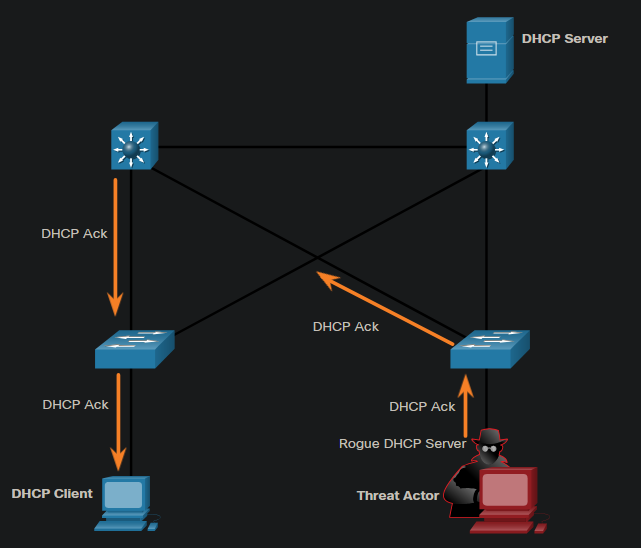 DHCP Server
DHCP Ack
DHCP Ack
DHCP Ack
DHCP Ack
Rogue DHCP Server
DHCP Client
Threat Actor